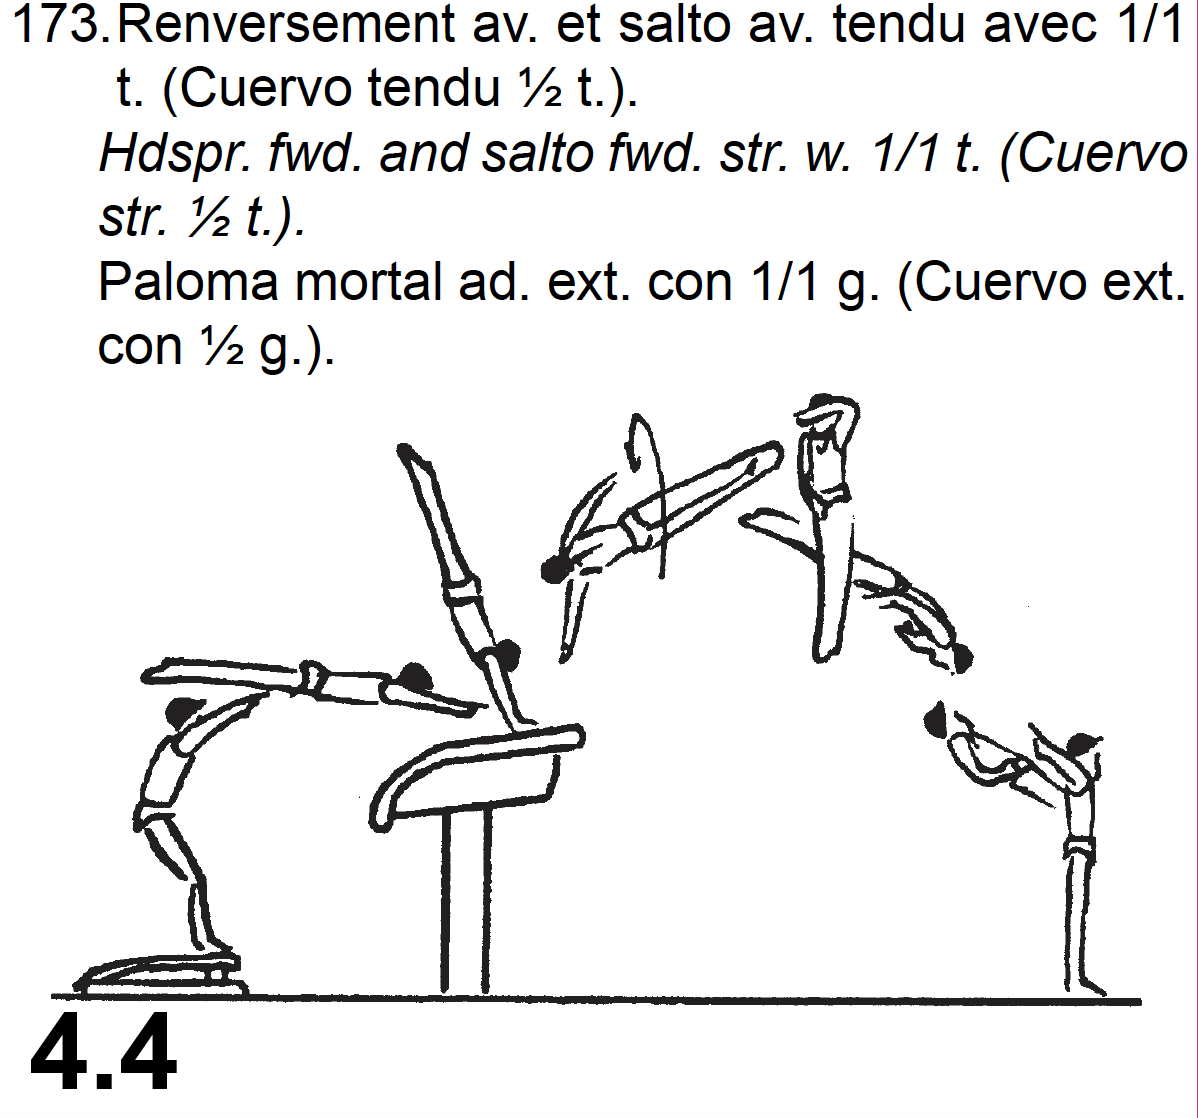 173. Renversement av. et salto av. tendu avec 1/1
t. (Cuervo tendu ½ t.).
Hdspr. fwd. and salto fwd. str. w. 1/1 t. (Cuervo
str. ½ t.).
Paloma mortal ad. ext. con 1/1 g. (Cuervo ext.
con ½ g.).
4.4